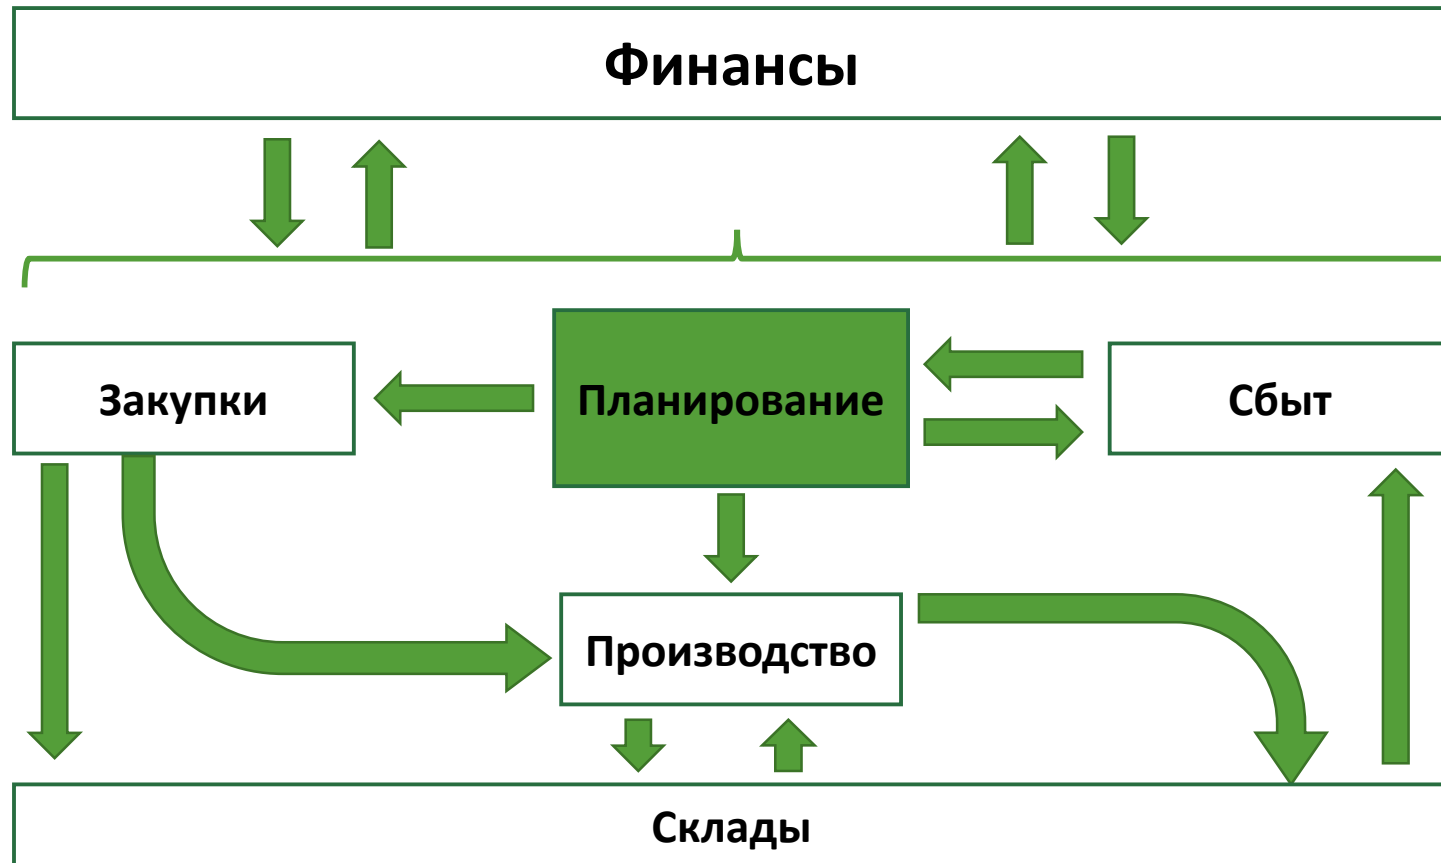 Финансы
Закупки
Планирование
Сбыт
Производство
Склады